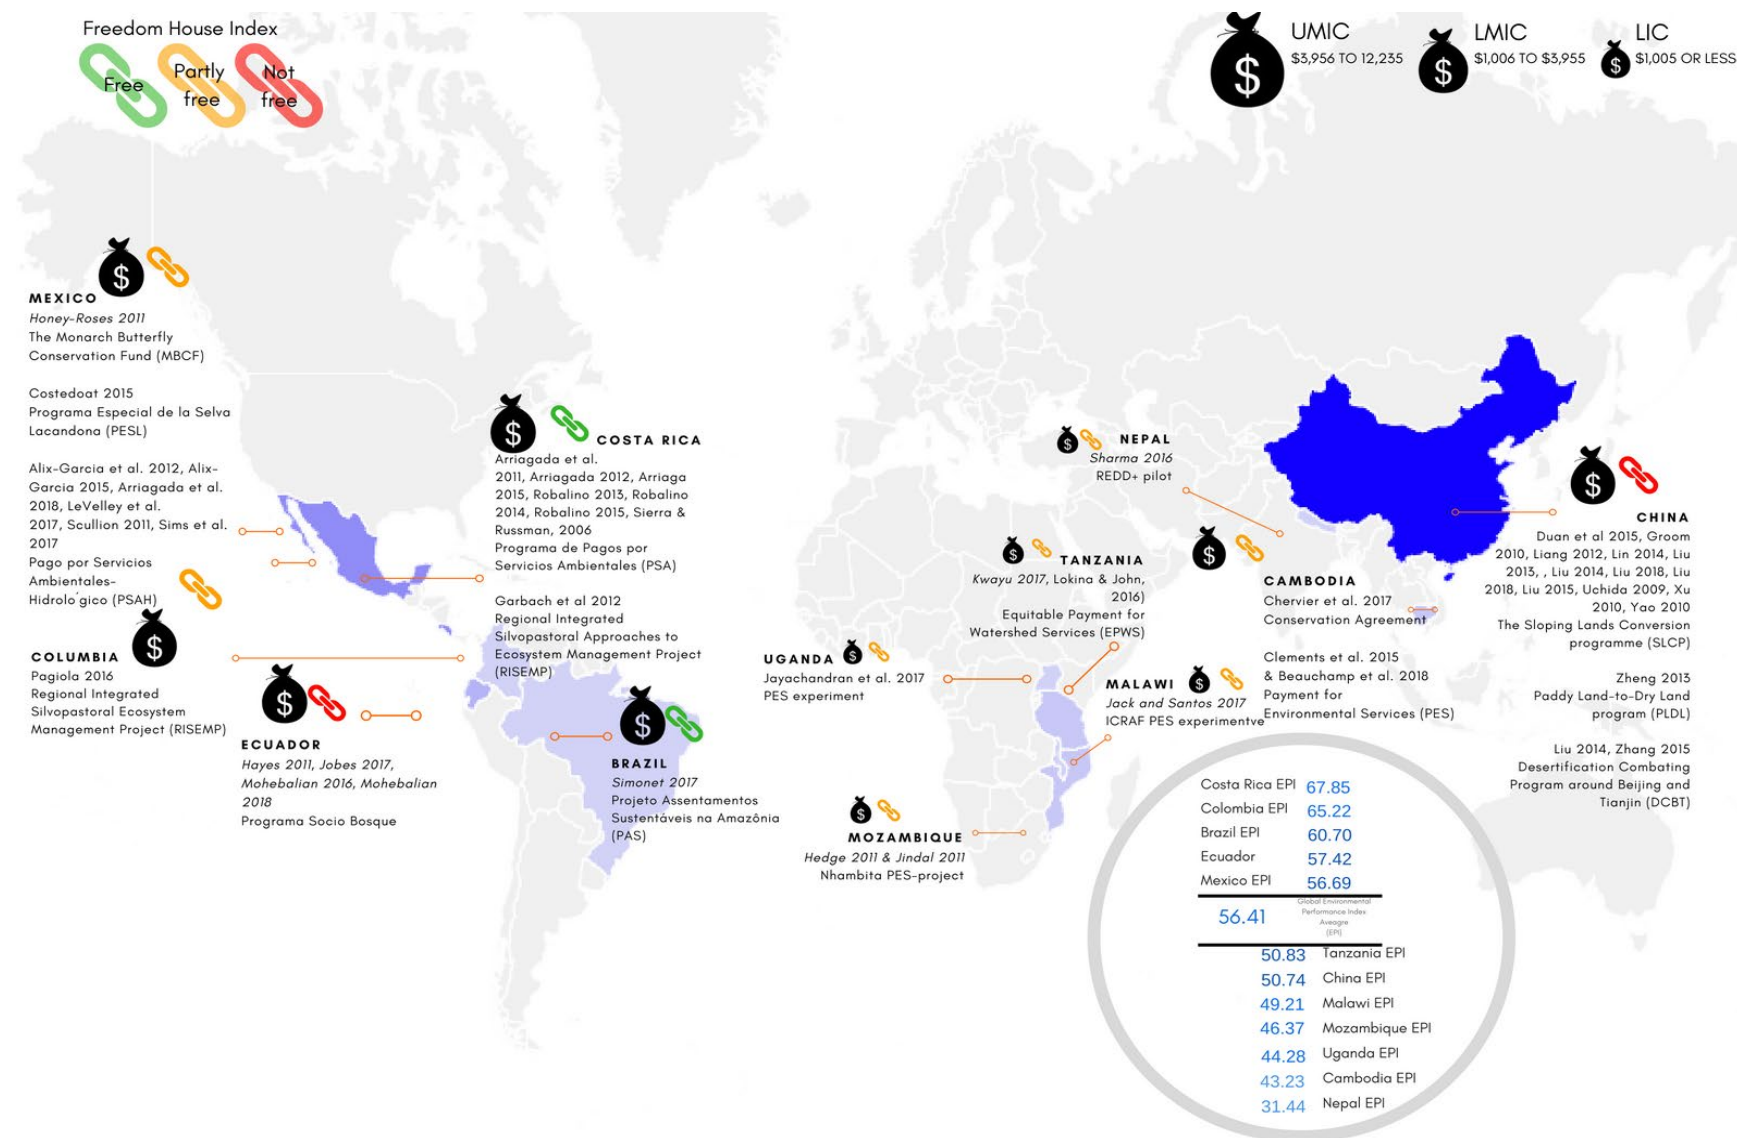 Freedom House Index
Free
Partly
free
Not
free
UMIC
$3,956 TO 12,235
LMIC
$1,006 TO $3,955
LIC
$1,005 OR LESS
MEXICO
Honey-Roses 2011
The Monarch Butterfly
Conservation Fund (MBCF)
Costedoat 2015
Programa Especial de la Selva
Lacandona (PESL)
Alix-Garcia et al. 2012, Alix-
Garcia 2015, Arriagada et al.
2018, LeVelley et al.
2017, Scullion 2011, Sims et al.
2017
Pago por Servicios
Ambientales-
Hidrolo´gico (PSAH)
COLUMBIA
Pagiola 2016
Regional Integrated
Silvopastoral Ecosystem
Management Project (RISEMP)
ECUADOR
Hayes 2011, Jobes 2017,
Mohebalian 2016, Mohebalian
2018
Programa Socio Bosque
COSTA RICA
Arriagada et al.
2011, Arriagada 2012, Arriaga
2015, Robalino 2013, Robalino
2014, Robalino 2015, Sierra &
Russman, 2006
Programa de Pagos por
Servicios Ambientales (PSA)
Garbach et al 2012
Regional Integrated
Silvopastoral Approaches to
Ecosystem Management Project
(RISEMP)
BRAZIL
Simonet 2017
Projeto Assentamentos
Sustentáveis na Amazônia
(PAS)
NEPAL
Sharma 2016
REDD+ pilot
TANZANIA
Kwayu 2017, Lokina & John,
2016)
Equitable Payment for
Watershed Services (EPWS)
UGANDA
Jayachandran et al. 2017
PES experiment
MALAWI
Jack and Santos 2017
ICRAF PES experimentve
MOZAMBIQUE
Hedge 2011 & Jindal 2011
Nhambita PES-project
CAMBODIA
Chervier et al. 2017
Conservation Agreement
Clements et al. 2015
& Beauchamp et al. 2018
Payment for
Environmental Services (PES)
CHINA
Duan et al 2015, Groom
2010, Liang 2012, Lin 2014, Liu
2013, , Liu 2014, Liu 2018, Liu
2018, Liu 2015, Uchida 2009, Xu
2010, Yao 2010
The Sloping Lands Conversion
programme (SLCP)
Zheng 2013
Paddy Land-to-Dry Land
program (PLDL)
Liu 2014, Zhang 2015
Desertification Combating
Program around Beijing and
Tianjin (DCBT)
Costa Rica EPI 67.85
Colombia EPI 65.22
Brazil EPI 60.70
Ecuador 57.42
Mexico EPI 56.69
56.41
Global Environmental
Performance Index
Aveagre
(EPI)
50.83 Tanzania EPI
50.74 China EPI
49.21 Malawi EPI
46.37 Mozambique EPI
44.28 Uganda EPI
43.23 Cambodia EPI
31.44 Nepal EPI